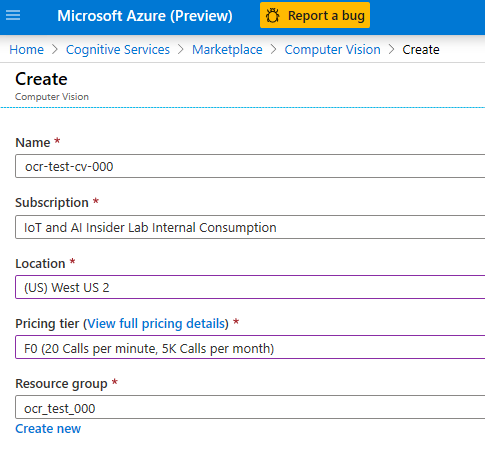 Microsoft Azure (Preview) Report a bug
Home > Cognitive Services > Marketplace > Computer Vision > Create
Create
Computer Vision
Name *
ocr-test-cv-000
Subscription *
IoT and AI Insider Lab Internal Consumption
Location *
(US) West US 2
Pricing tier (View full pricing details) *
F0 (20 Calls per minute, 5K Calls per month)
Resource group *
ocr_test_000
Create new